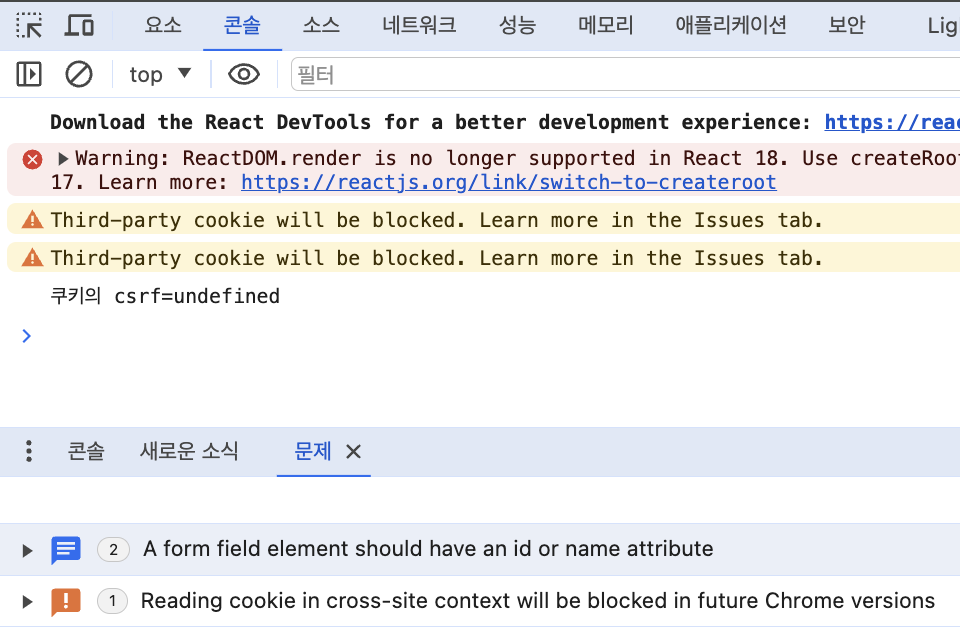 요소 콘솔 소스 네트워크 성능 메모리 애플리케이션 보안 Lig
top 필터
Download the React DevTools for a better development experience: https://reac
Warning: ReactDOM.render is no longer supported in React 18. Use createRoot
17. Learn more: https://reactjs.org/link/switch-to-createroot
Third-party cookie will be blocked. Learn more in the Issues tab.
Third-party cookie will be blocked. Learn more in the Issues tab.
쿠키의 csrf=undefined
콘솔 새로운 소식 문제
2 A form field element should have an id or name attribute
1 Reading cookie in cross-site context will be blocked in future Chrome versions